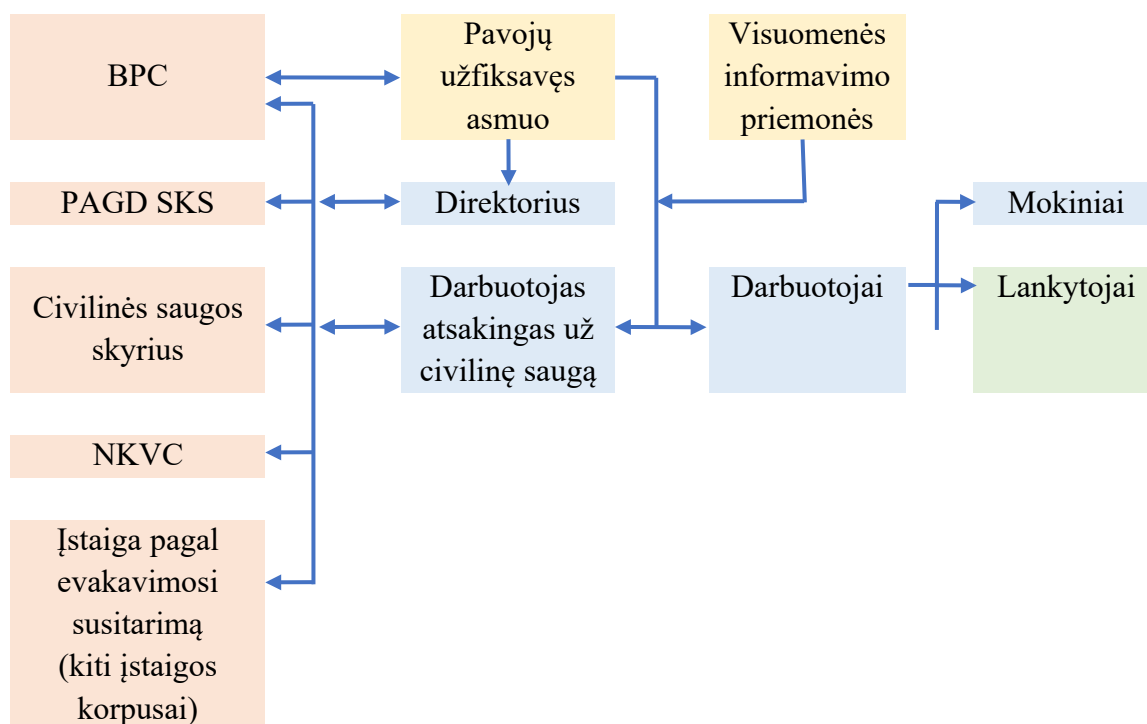 BPC
Pavojų
užfiksavęs
asmuo
Visuomenės
informavimo
priemonės
PAGD SKS
Direktorius
Mokiniai
Civilinės saugos
skyrius
Darbuotojas
atsakingas už
civilinę saugą
Darbuotojai
Lankytojai
NKVC
Įstaiga pagal
evakavimosi
susitarimą
(kiti įstaigos
korpusai)